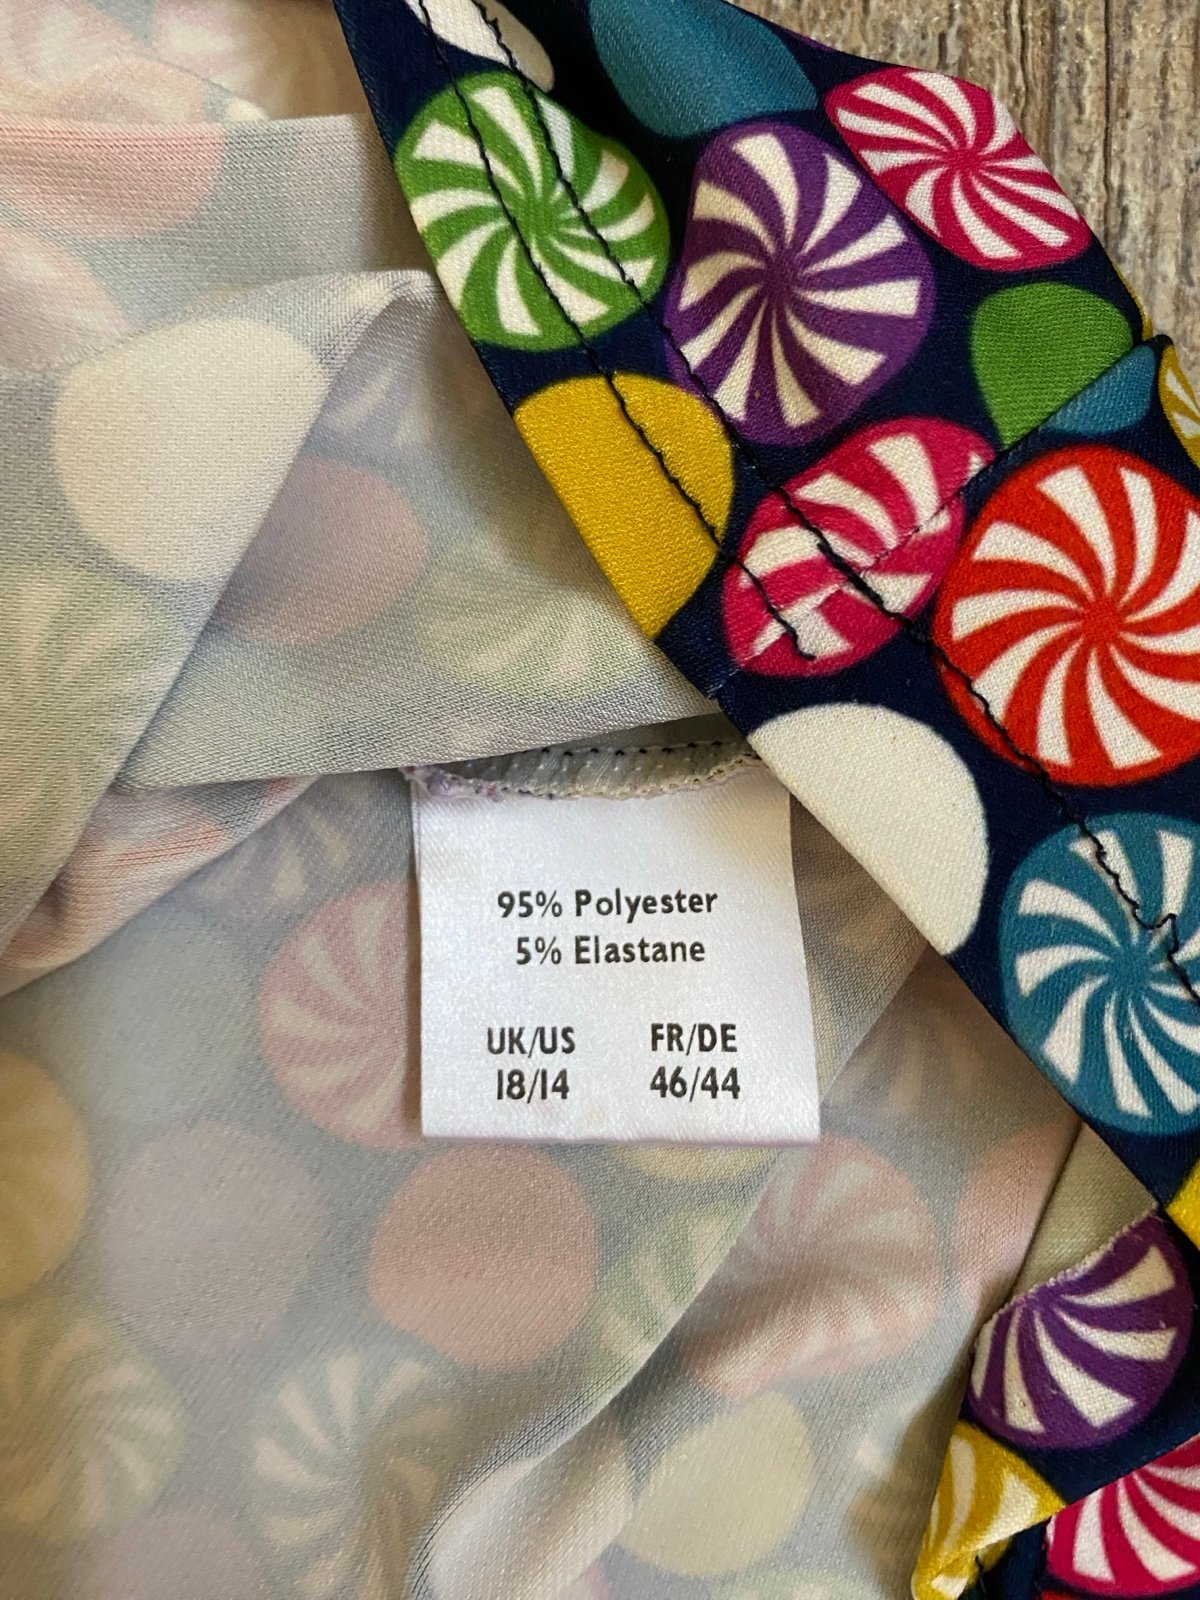 95% Polyester
5% Elastane
UK/US FR/DE
18/14 46/44